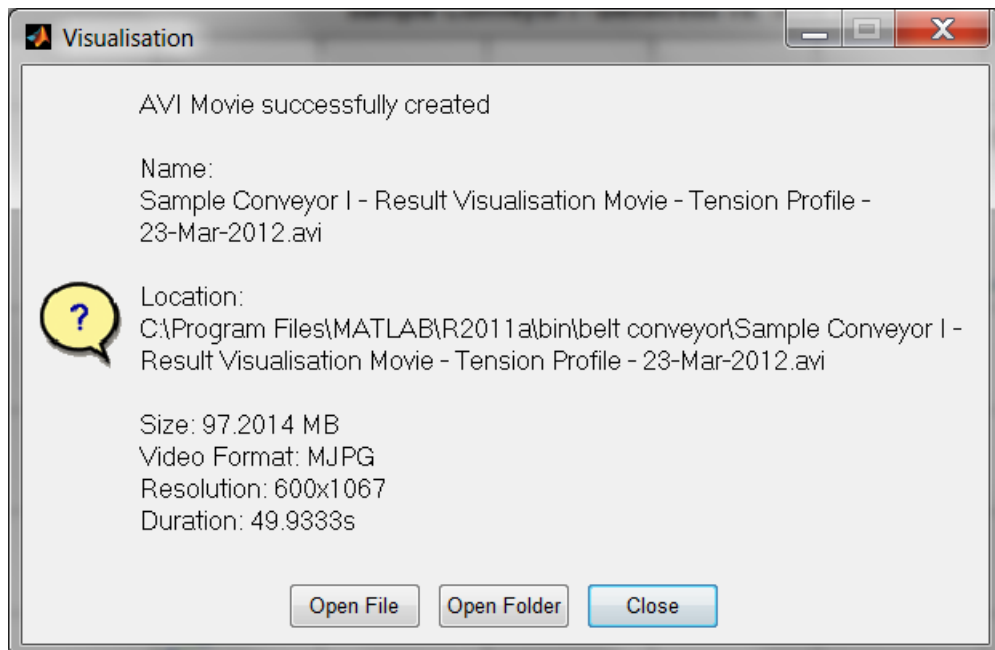 Visualisation
AVI Movie successfully created
Name:
Sample Conveyor I - Result Visualisation Movie - Tension Profile -
23-Mar-2012.avi
?
Location:
C:\Program Files\MATLAB\R2011a\bin\belt conveyor\Sample Conveyor I -
Result Visualisation Movie - Tension Profile - 23-Mar-2012.avi
Size: 97.2014 MB
Video Format: MJPG
Resolution: 600x1067
Duration: 49.9333s
Open File Open Folder Close